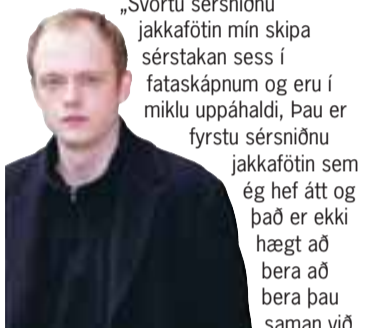 „Svörtu sérsniðnu
jakkafötin mín skipa
sérstakan sess í
fataskápnum og eru í
miklu uppáhaldi, Þau er
fyrstu sérsniðnu
jakkafötin sem
ég hef átt og
það er ekki
hægt að
bera að
bera þau
saman við